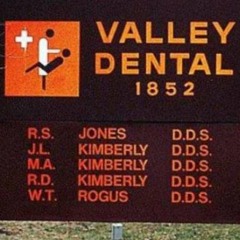 VALLEY
DENTAL
1852
R.S. JONES D.D.S.
J.L. KIMBERLY D.D.S.
M.A. KIMBERLY D.D.S.
R.D. KIMBERLY D.D.S.
W.T. ROGUS D.D.S.